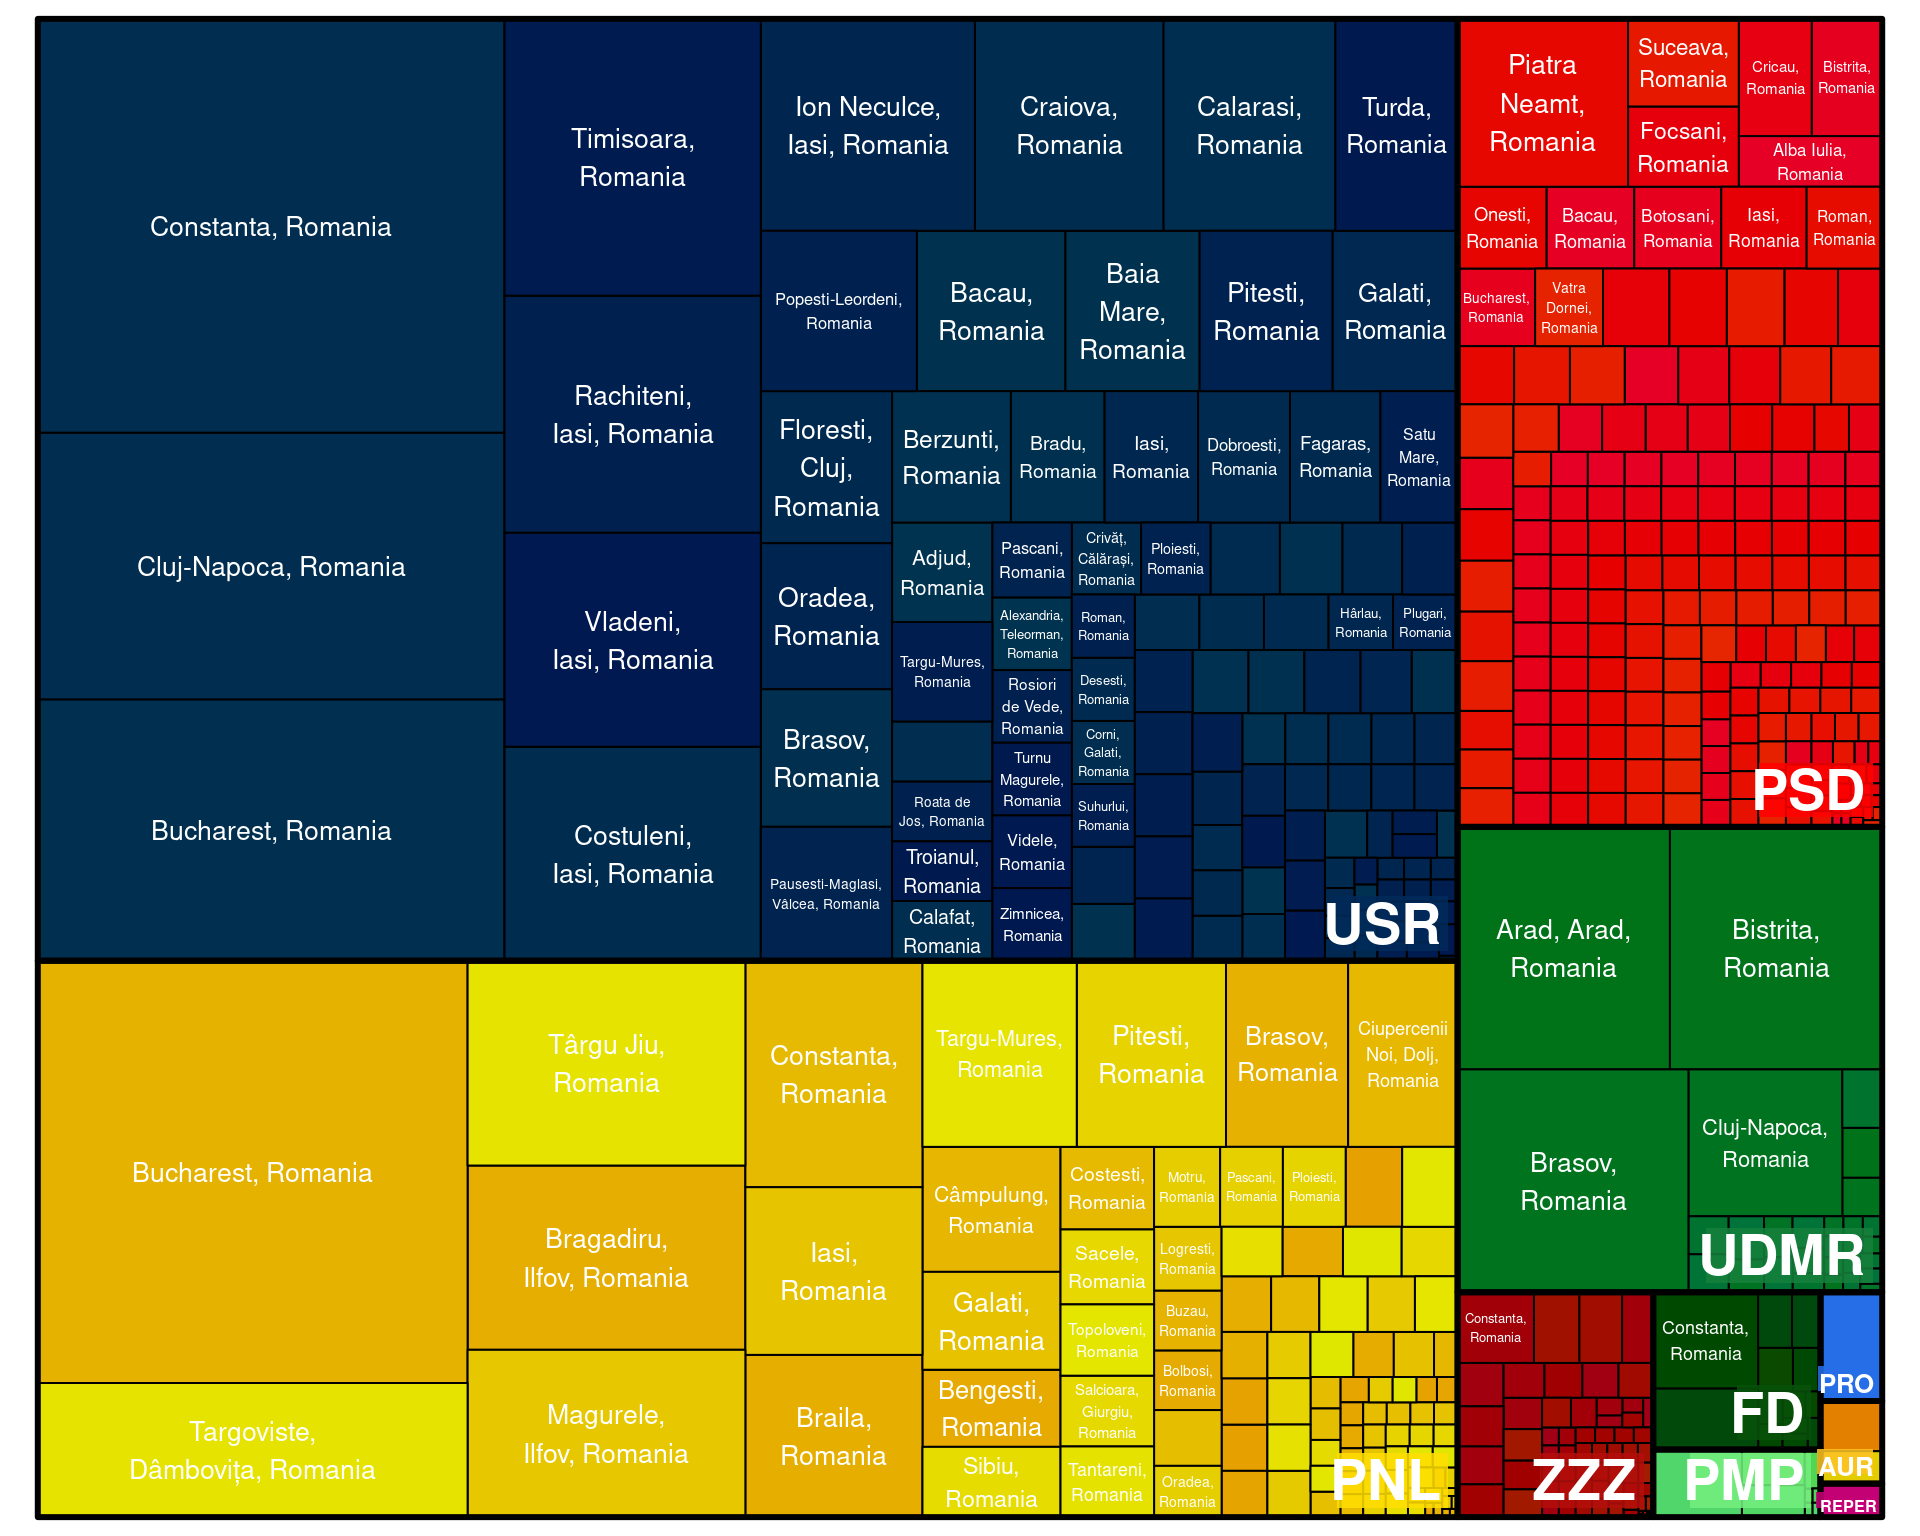 Constanta, Romania
Cluj-Napoca, Romania
Bucharest, Romania
Timisoara,
Romania
Rachiteni,
Iasi, Romania
Vladeni,
Iasi, Romania
Costuleni,
Iasi, Romania
Ion Neculce,
Iasi, Romania
Craiova,
Romania
Calarasi,
Romania
Turda,
Romania
Popesti-Leordeni,
Romania
Bacau,
Romania
Baia
Mare,
Romania
Pitesti,
Romania
Galati,
Romania
Floresti,
Cluj,
Romania
Oradea,
Romania
Brasov,
Romania
Pausesti-Maglasi,
Vâlcea, Romania
Berzunti,
Romania
Bradu,
Romania
Iasi,
Romania
Dobroesti,
Romania
Fagaras,
Romania
Satu
Mare,
Romania
Adjud,
Romania
Targu-Mures,
Romania
Roata de
Jos, Romania
Troianul,
Romania
Calafat,
Romania
Pascani,
Romania
Alexandria,
Teleorman,
Romania
Rosiori
de Vede,
Romania
Turnu
Magurele,
Romania
Videle,
Romania
Zimnicea,
Romania
Crivăț,
Călărași,
Romania
Ploiesti,
Romania
Roman,
Romania
Desesti,
Romania
Corni,
Galati,
Romania
Suhurlui,
Romania
Hârlau,
Romania
Plugari,
Romania
USR
Piatra
Neamt,
Romania
Suceava,
Romania
Focsani,
Romania
Cricau,
Romania
Bistrita,
Romania
Alba Iulia,
Romania
Onesti,
Romania
Bacau,
Romania
Botosani,
Romania
Iasi,
Romania
Roman,
Romania
Bucharest,
Romania
Vatra
Dornei,
Romania
PSD
Arad, Arad,
Romania
Bistrita,
Romania
Brasov,
Romania
Cluj-Napoca,
Romania
UDMR
Bucharest, Romania
Targoviste,
Dâmbovița, Romania
Târgu Jiu,
Romania
Bragadiru,
Ilfov, Romania
Magurele,
Ilfov, Romania
Constanta,
Romania
Iasi,
Romania
Braila,
Romania
Targu-Mures,
Romania
Pitesti,
Romania
Brasov,
Romania
Ciupercenii
Noi, Dolj,
Romania
Câmpulung,
Romania
Galati,
Romania
Bengesti,
Romania
Sibiu,
Romania
Costesti,
Romania
Sacele,
Romania
Topoloveni,
Romania
Salcioara,
Giurgiu,
Romania
Tantareni,
Romania
Motru,
Romania
Pascani,
Romania
Ploiesti,
Romania
Logresti,
Romania
Buzau,
Romania
Bolbosi,
Romania
Oradea,
Romania
PNL
Constanta,
Romania
ZZZ
Constanta,
Romania
FD
PMP
PRO
AUR
REPER